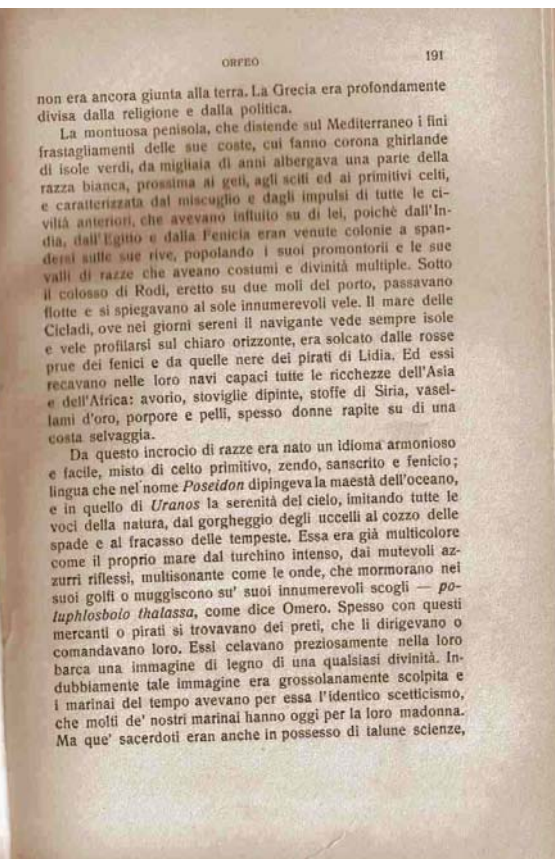 ORFEO 191
non era ancora giunta alla terra. La Grecia era profondamente
divisa dalla religione e dalla politica.
La montuosa penisola, che distende sul Mediterraneo i fini
frastagliamenti delle sue coste, cui fanno corona ghirlande
di isole verdi, da migliaia di anni albergava una parte della
razza bianca, prossima ai geti, agli sciti ed ai primitivi celti,
e caratterizzata dal miscuglio e dagli impulsi di tutte le ci-
viltà anteriori, che avevano influito su di lei, poichè dall'In-
dia, dall'Egitto e dalla Fenicia eran venute colonie a span-
dersi sulle sue rive, popolando i suoi promontorii e le sue
valli di razze che aveano costumi e divinità multiple. Sotto
il colosso di Rodi, eretto su due moli del porto, passavano
flotte e si spiegavano al sole innumerevoli vele. Il mare delle
Cicladi, ove nei giorni sereni il navigante vede sempre isole
e vele profilarsi sul chiaro orizzonte, era solcato dalle rosse
prue dei fenici e da quelle nere dei pirati di Lidia. Ed essi
recavano nelle loro navi capaci tutte le ricchezze dell'Asia
e dell'Africa: avorio, stoviglie dipinte, stoffe di Siria, vasel-
lami d'oro, porpore e pelli, spesso donne rapite su di una
costa selvaggia.
Da questo incrocio di razze era nato un idioma armonioso
e facile, misto di celto primitivo, zendo, sanscrito e fenicio;
lingua che nel nome Poseidon dipingeva la maestà dell'oceano,
e in quello di Uranos la serenità del cielo, imitando tutte le
voci della natura, dal gorgheggio degli uccelli al cozzo delle
spade e al fracasso delle tempeste. Essa era già multicolore
come il proprio mare dal turchino intenso, dai mutevoli az-
zurri riflessi, multisonante come le onde, che mormorano nei
suoi golfi o muggiscono su' suoi innumerevoli scogli — po-
luphlosboio thalassa, come dice Omero. Spesso con questi
mercanti o pirati si trovavano dei preti, che li dirigevano o
comandavano loro. Essi celavano preziosamente nella loro
barca una immagine di legno di una qualsiasi divinità. In-
dubbiamente tale immagine era grossolanamente scolpita e
i marinai del tempo avevano per essa l'identico scetticismo,
che molti de' nostri marinai hanno oggi per la loro madonna.
Ma que' sacerdoti eran anche in possesso di talune scienze,